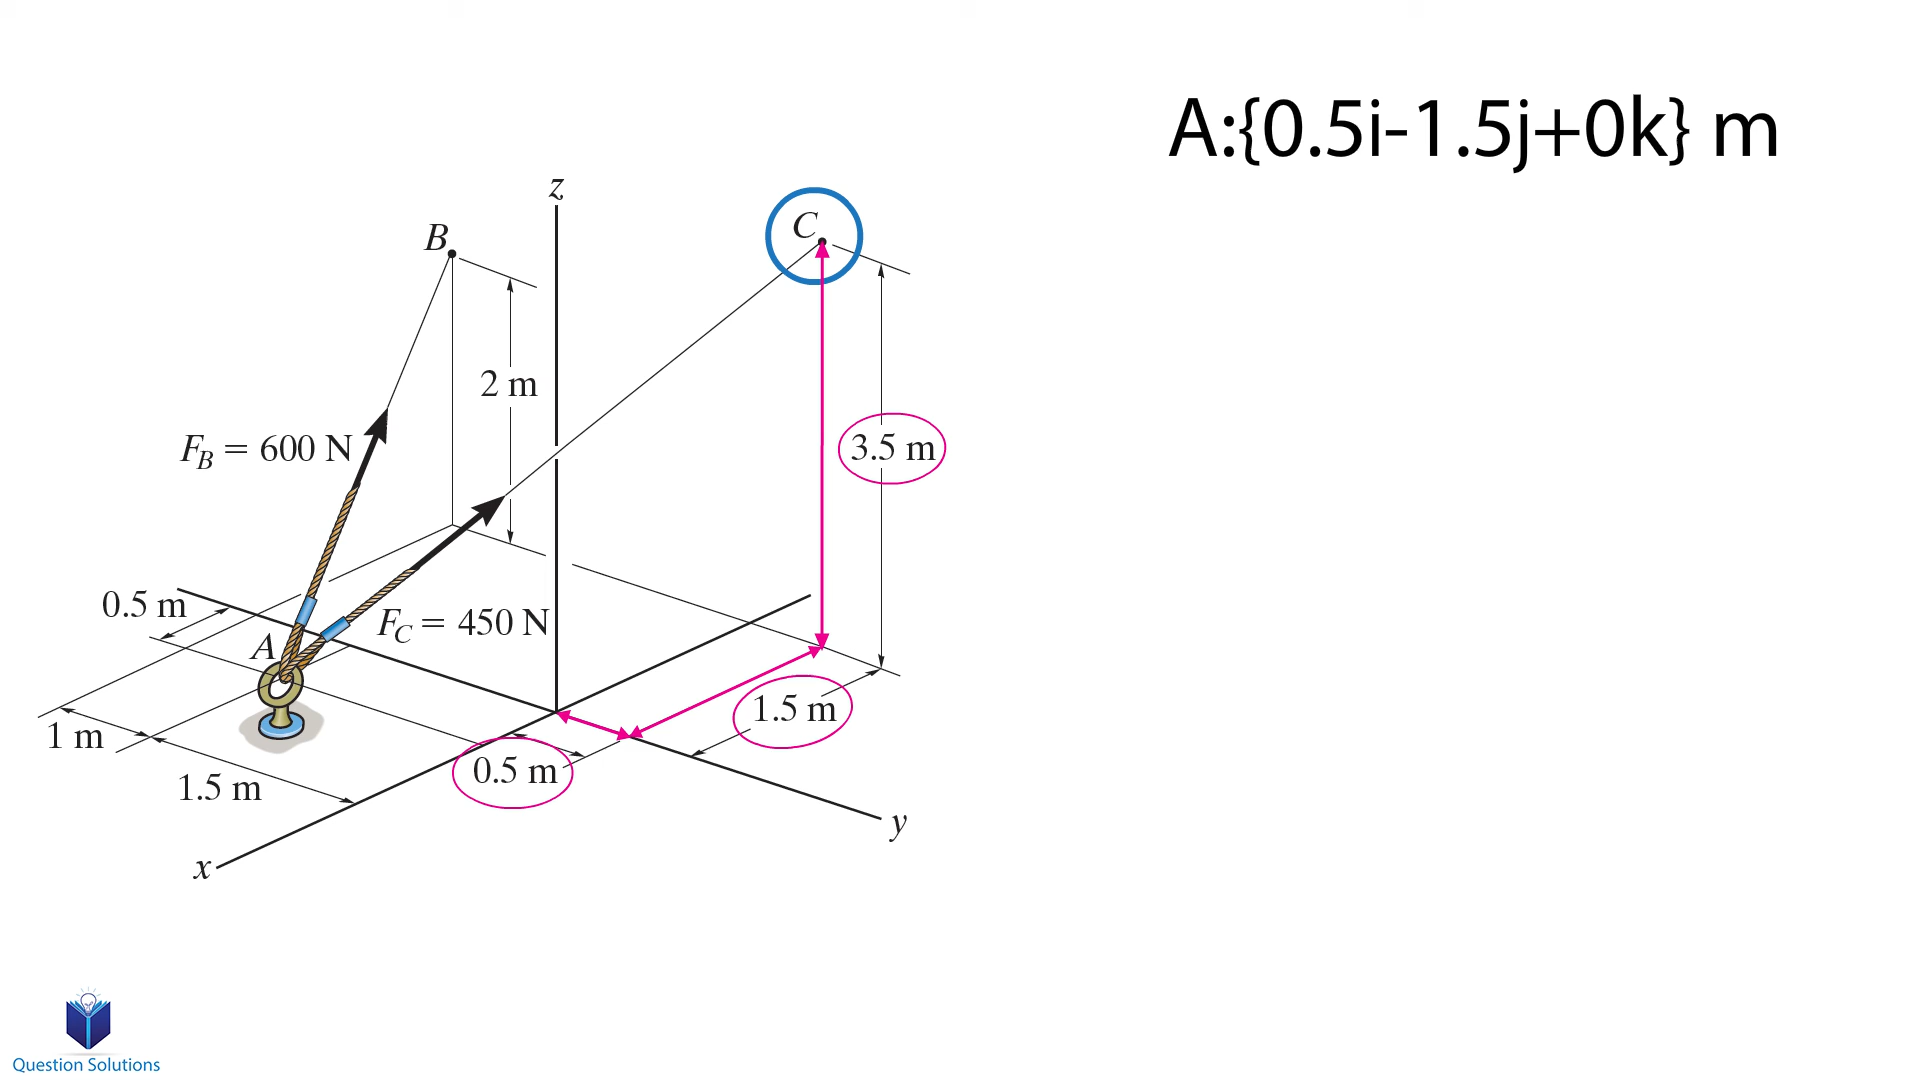 A:{0.5i-1.5j+0k} m
z
B
C
2 m
F_B = 600 N
3.5 m
0.5 m
F_C = 450 N
A
1.5 m
1 m
0.5 m
1.5 m
y
x
Question Solutions